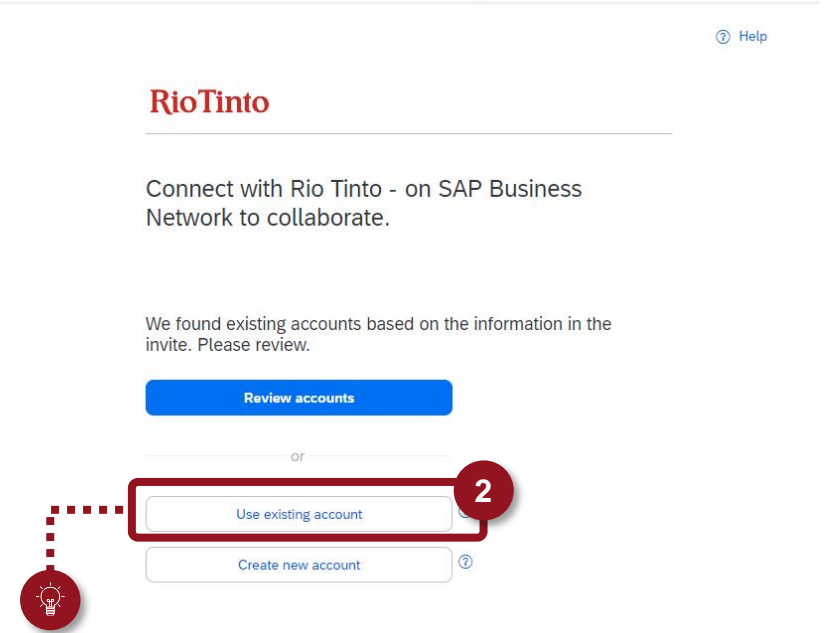 Help
RioTinto
Connect with Rio Tinto - on SAP Business
Network to collaborate.
We found existing accounts based on the information in the
invite. Please review.
Review accounts
or
2
Use existing account
Create new account